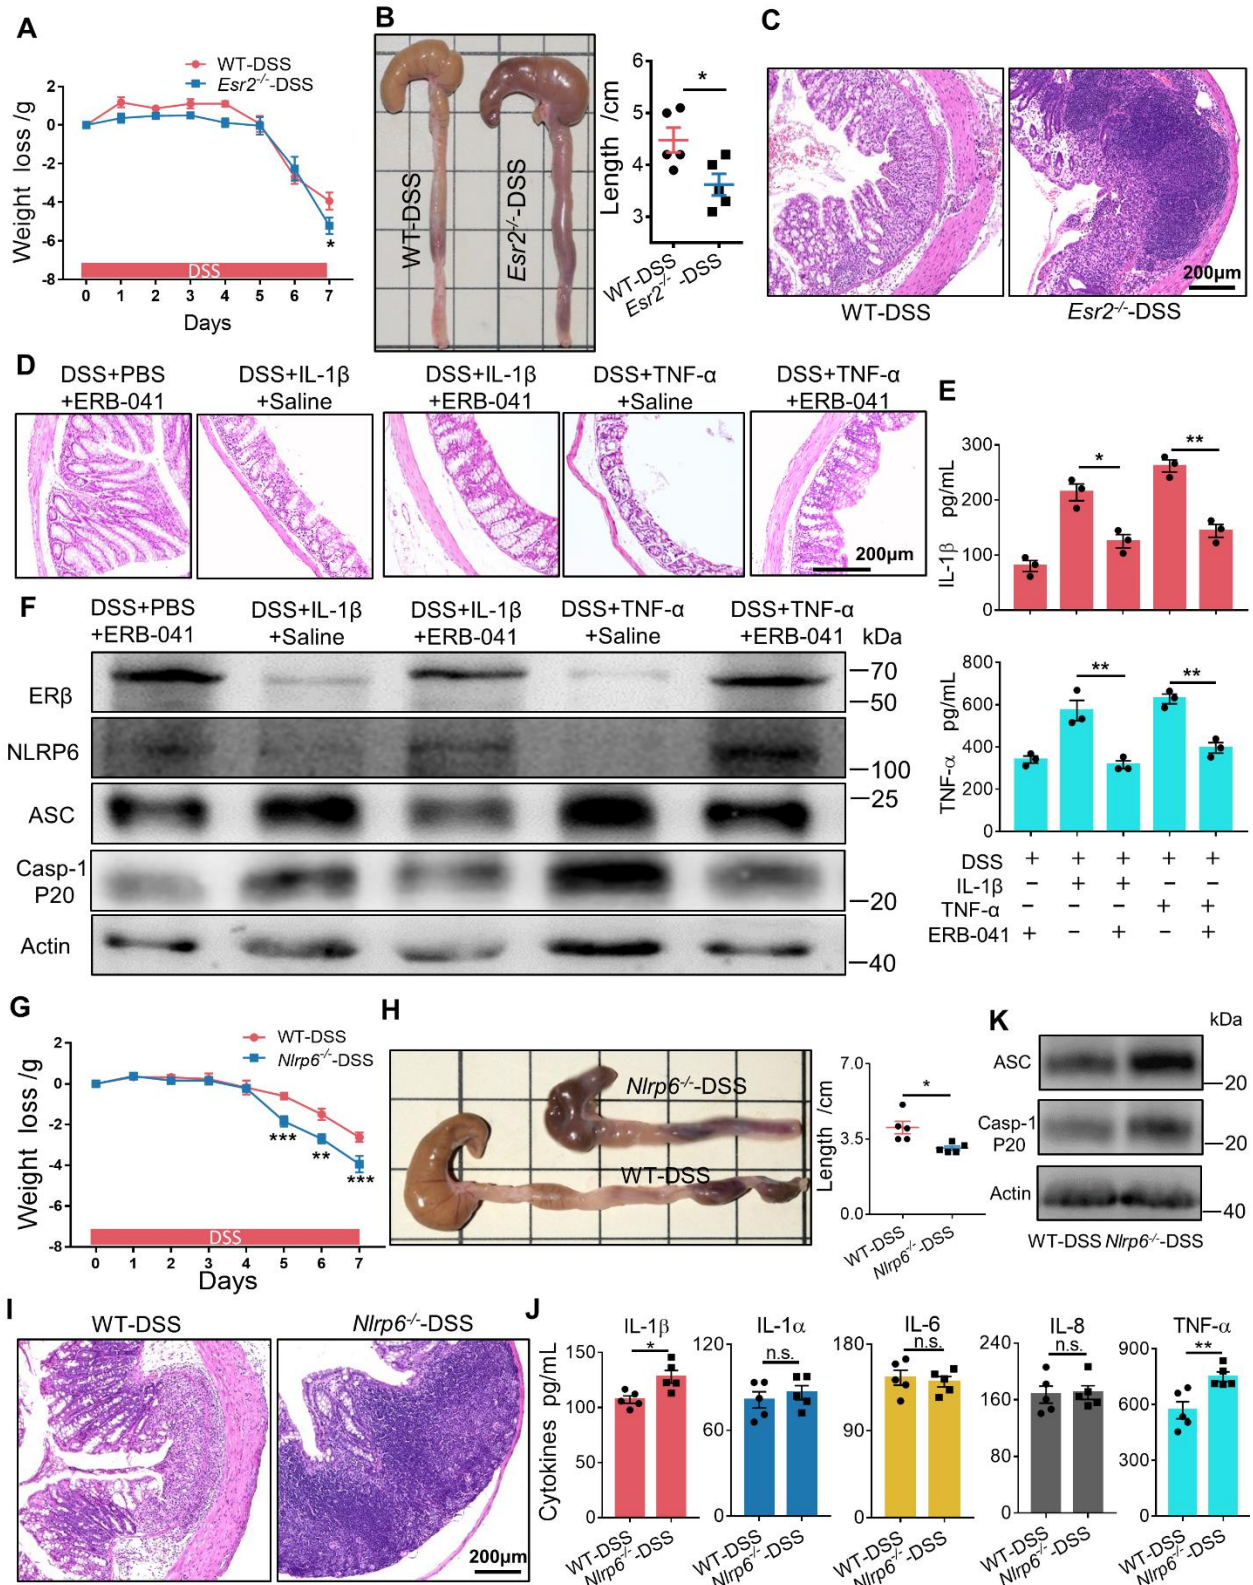 A
WT-DSS
Esr2-/--DSS
Weight loss /g
2
0
-2
-4
-6
-8
*
DSS
0 1 2 3 4 5 6 7
Days
B
WT-DSS
Esr2-/--DSS
Length /cm
6
5
4
3
*
WT-DSS
Esr2-/--DSS
C
200μm
WT-DSS
Esr2-/--DSS
D
DSS+PBS
+ERB-041
DSS+IL-1β
+Saline
DSS+IL-1β
+ERB-041
DSS+TNF-α
+Saline
DSS+TNF-α
+ERB-041
200μm
E
IL-1β pg/mL
300
200
100
0
*
**
TNF-α pg/mL
800
600
400
200
0
**
**
DSS + + + + +
IL-1β − + + − −
TNF-α − − − + +
ERB-041 + − + − +
F
DSS+PBS
+ERB-041
DSS+IL-1β
+Saline
DSS+IL-1β
+ERB-041
DSS+TNF-α
+Saline
DSS+TNF-α
+ERB-041
kDa
ERβ
70
50
NLRP6
100
ASC
25
Casp-1
P20
20
Actin
40
G
WT-DSS
Nlrp6-/--DSS
Weight loss /g
2
0
-2
-4
-6
-8
***
**
***
DSS
0 1 2 3 4 5 6 7
Days
H
Nlrp6-/--DSS
WT-DSS
Length /cm
7.0
3.5
0.0
*
WT-DSS
Nlrp6-/--DSS
K
kDa
ASC
20
Casp-1
P20
20
Actin
40
WT-DSS Nlrp6-/--DSS
I
WT-DSS
Nlrp6-/--DSS
200μm
J
Cytokines pg/mL
IL-1β
150
100
50
0
*
WT-DSS
Nlrp6-/--DSS
IL-1α
120
60
0
n.s.
WT-DSS
Nlrp6-/--DSS
IL-6
180
90
0
n.s.
WT-DSS
Nlrp6-/--DSS
IL-8
240
160
80
0
n.s.
WT-DSS
Nlrp6-/--DSS
TNF-α
900
600
300
0
**
WT-DSS
Nlrp6-/--DSS